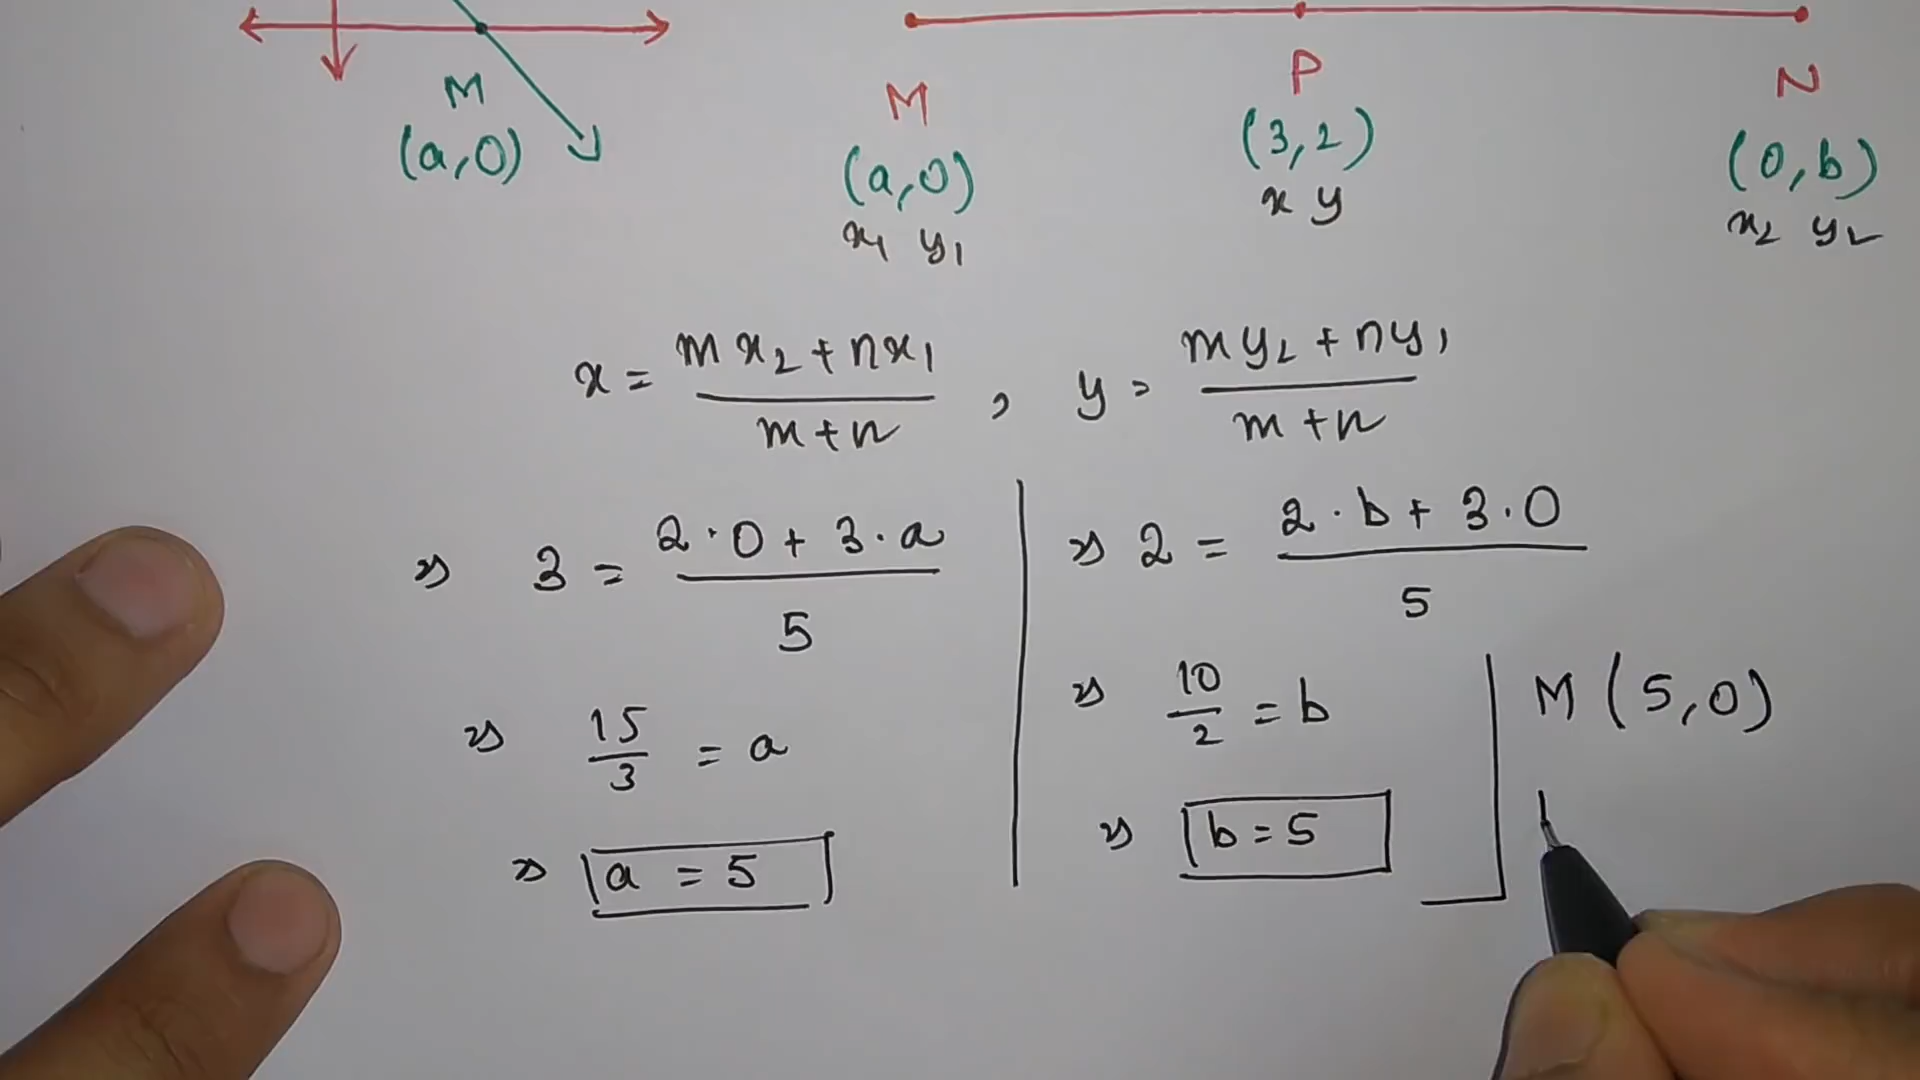 M
(a,0)
M P N
(a,0) (3,2) (0,b)
x₁ y₁ x y x₂ y₂
x = (mx₂+nx₁)/(m+n) , y = (my₂+ny₁)/(m+n)
⇒ 3 = (2·0+3·a)/5
⇒ 15/3 = a
⇒ a = 5
⇒ 2 = (2·b+3·0)/5
⇒ 10/2 = b
⇒ b = 5
M (5,0)